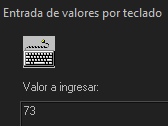 Entrada de valores por teclado
Valor a ingresar:
73